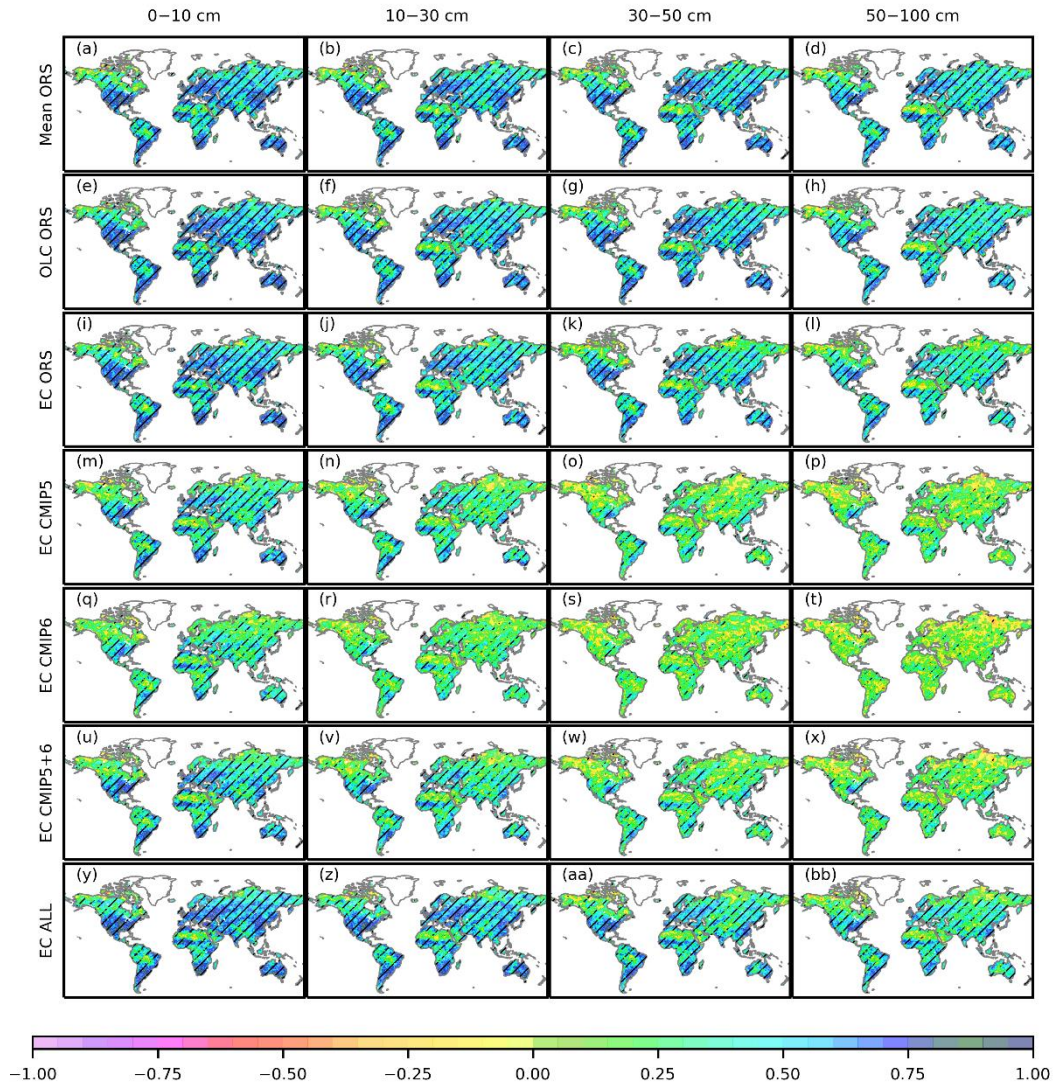 0−10 cm 10−30 cm 30−50 cm 50−100 cm
Mean ORS
(a) (b) (c) (d)
OLC ORS
(e) (f) (g) (h)
EC ORS
(i) (j) (k) (l)
EC CMIP5
(m) (n) (o) (p)
EC CMIP6
(q) (r) (s) (t)
EC CMIP5+6
(u) (v) (w) (x)
EC ALL
(y) (z) (aa) (bb)
−1.00 −0.75 −0.50 −0.25 0.00 0.25 0.50 0.75 1.00